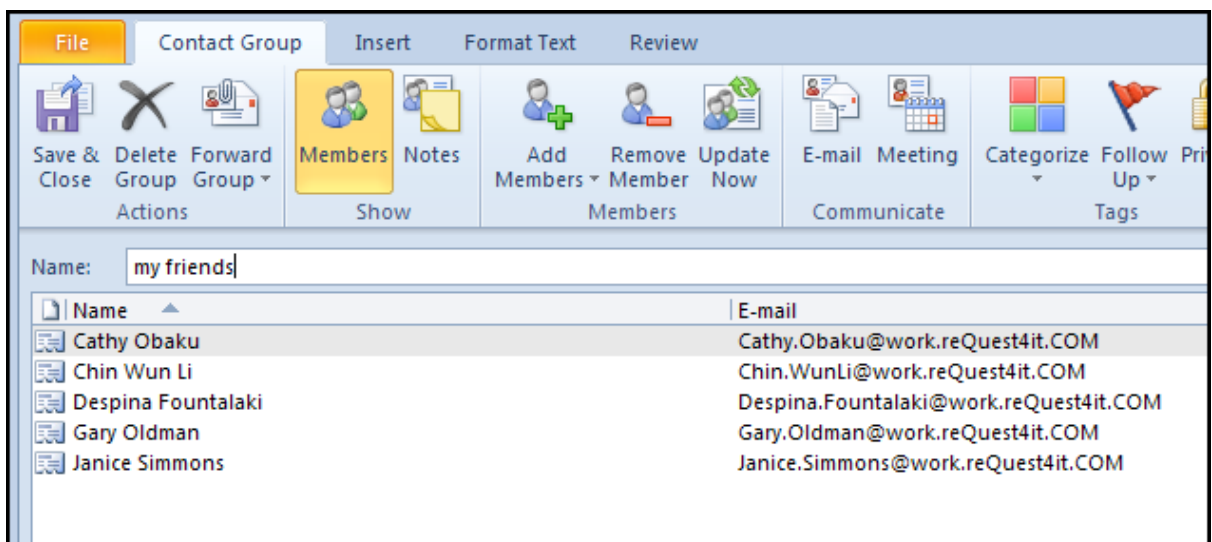 File Contact Group Insert Format Text Review
Save & Delete Forward Members Notes Add Remove Update E-mail Meeting Categorize Follow
Close Group Group Members Member Now Up
Actions Show Members Communicate Tags
Name: my friends
Name E-mail
Cathy Obaku Cathy.Obaku@work.reQuest4it.COM
Chin Wun Li Chin.WunLi@work.reQuest4it.COM
Despina Fountalaki Despina.Fountalaki@work.reQuest4it.COM
Gary Oldman Gary.Oldman@work.reQuest4it.COM
Janice Simmons Janice.Simmons@work.reQuest4it.COM